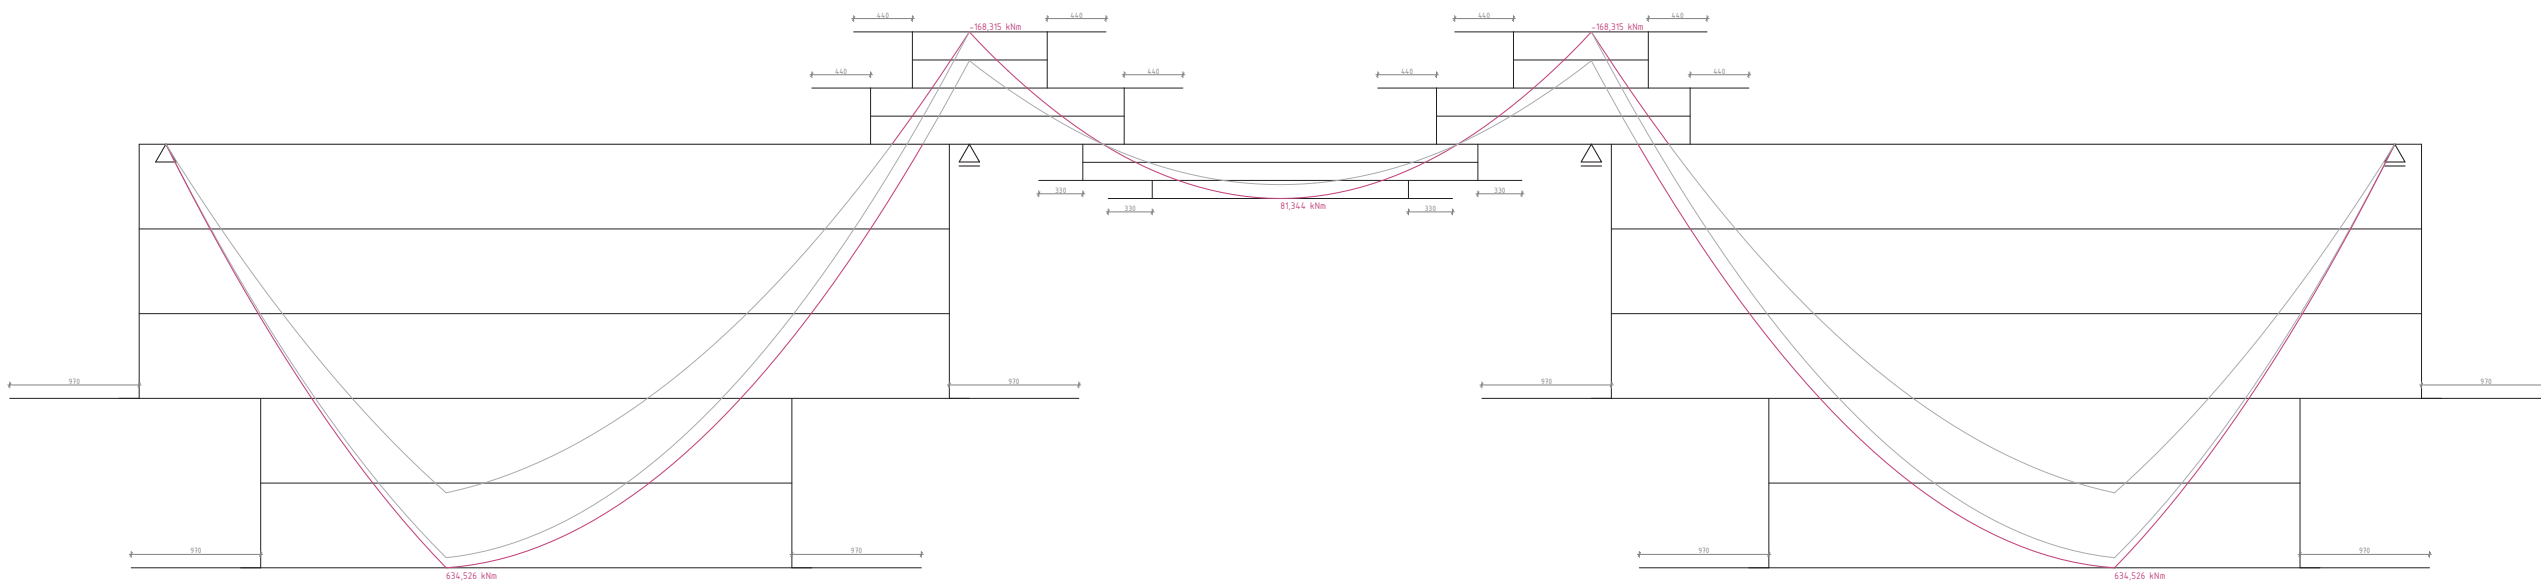 440 440 440 440
-168,315 kNm -168,315 kNm
440 440 440 440
330 330
330 330
81,344 kNm
970 970 970 970
970 970 970 970
634,526 kNm 634,526 kNm